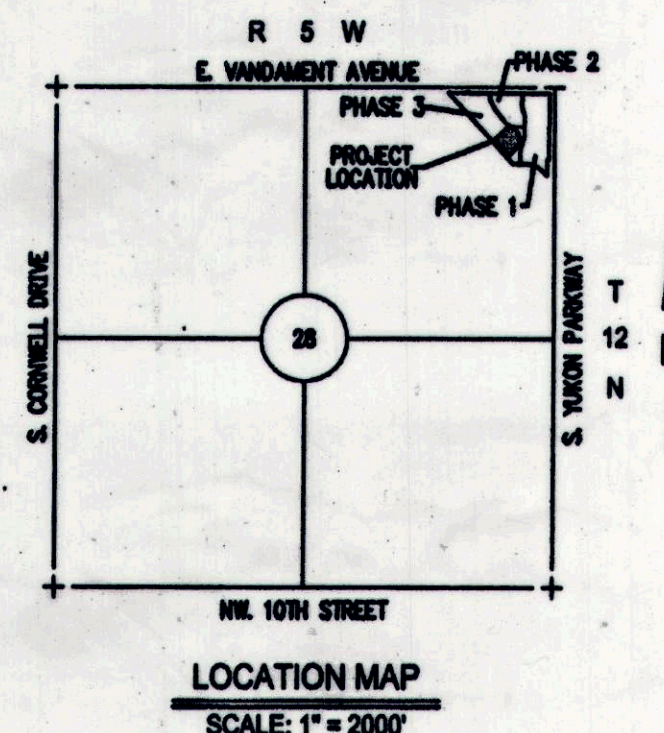 R 5 W
E. VANDAMENT AVENUE
PHASE 2
PHASE 3
PROJECT
LOCATION
PHASE 1
S. CORNWELL DRIVE
28
S. YUKON PARKWAY
T
12
N
NW. 10TH STREET
LOCATION MAP
SCALE: 1" = 2000'